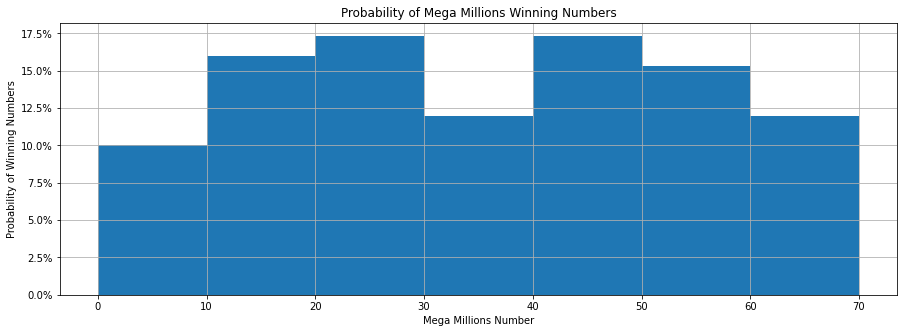 Probability of Mega Millions Winning Numbers
17.5%
15.0%
12.5%
10.0%
7.5%
5.0%
2.5%
0.0%
Probability of Winning Numbers
0 10 20 30 40 50 60 70
Mega Millions Number